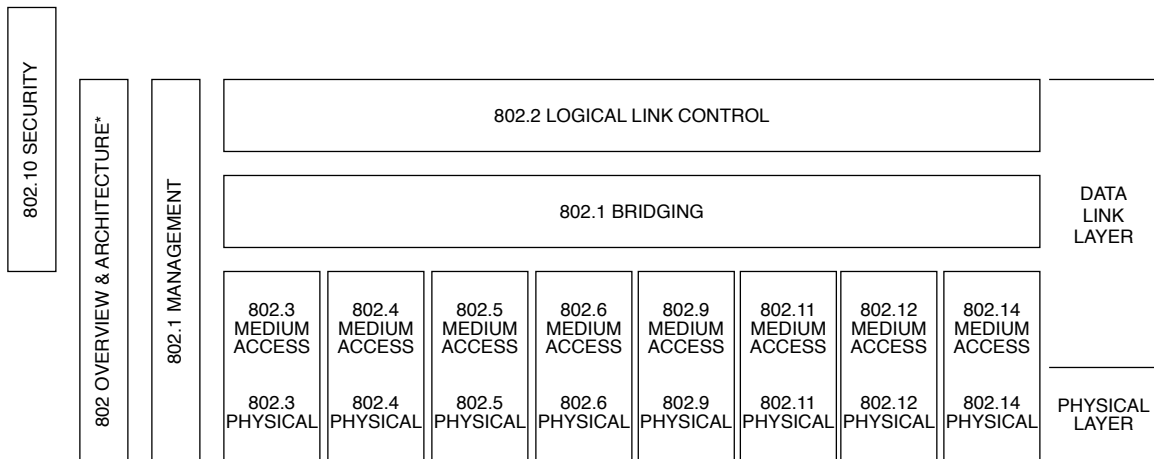 802.10 SECURITY
802 OVERVIEW & ARCHITECTURE*
802.1 MANAGEMENT
802.2 LOGICAL LINK CONTROL
802.1 BRIDGING
802.3
MEDIUM
ACCESS
802.3
PHYSICAL
802.4
MEDIUM
ACCESS
802.4
PHYSICAL
802.5
MEDIUM
ACCESS
802.5
PHYSICAL
802.6
MEDIUM
ACCESS
802.6
PHYSICAL
802.9
MEDIUM
ACCESS
802.9
PHYSICAL
802.11
MEDIUM
ACCESS
802.11
PHYSICAL
802.12
MEDIUM
ACCESS
802.12
PHYSICAL
802.14
MEDIUM
ACCESS
802.14
PHYSICAL
DATA
LINK
LAYER
PHYSICAL
LAYER